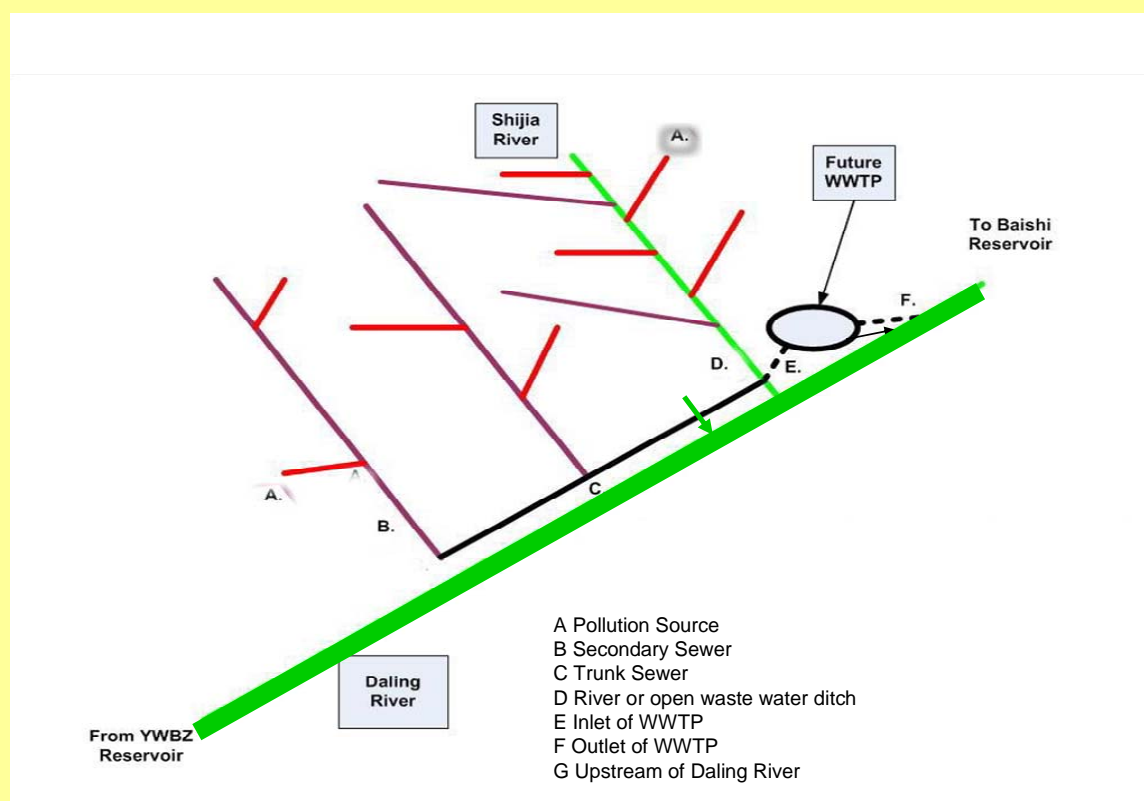 Shijia
River
A.
Future
WWTP
To Baishi
Reservoir
F.
D.
E.
A.
A.
C
B.
A Pollution Source
B Secondary Sewer
C Trunk Sewer
D River or open waste water ditch
E Inlet of WWTP
F Outlet of WWTP
G Upstream of Daling River
Daling
River
From YWBZ
Reservoir